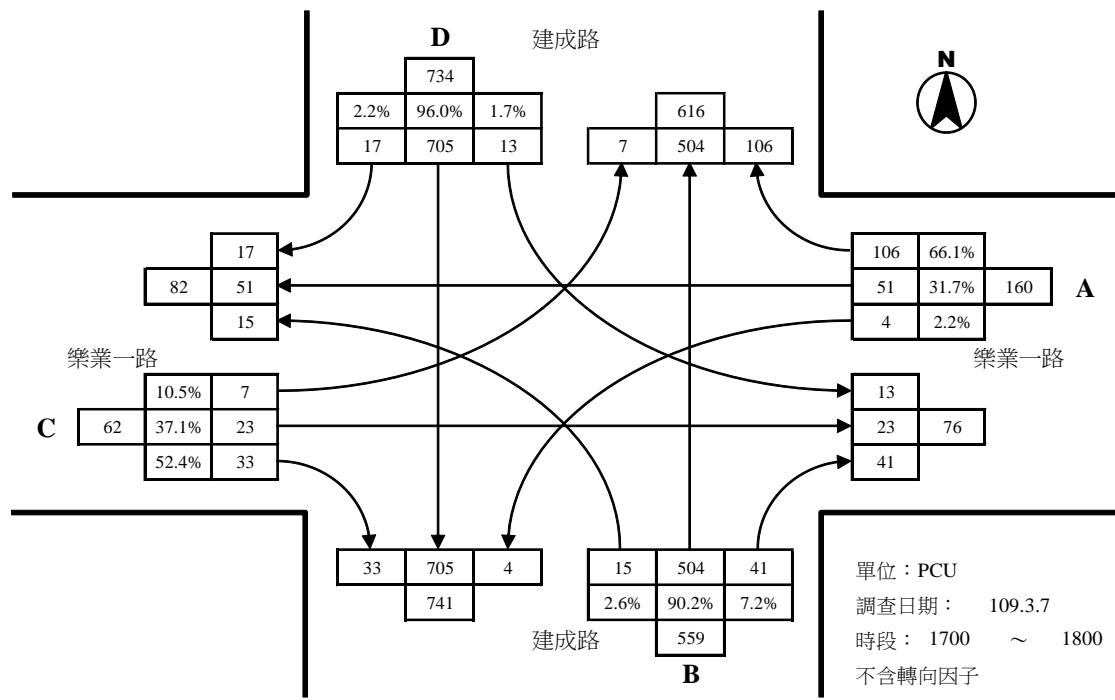 D
建成路
N
734
2.2% 96.0% 1.7%
17 705 13
616
7 504 106
17
82 51
15
106 66.1%
51 31.7% 160
4 2.2%
A
樂業一路
樂業一路
10.5% 7
C
62 37.1% 23
52.4% 33
13
23 76
41
33 705 4
741
15 504 41
2.6% 90.2% 7.2%
559
建成路
B
單位：PCU
調查日期： 109.3.7
時段： 1700 ～ 1800
不含轉向因子